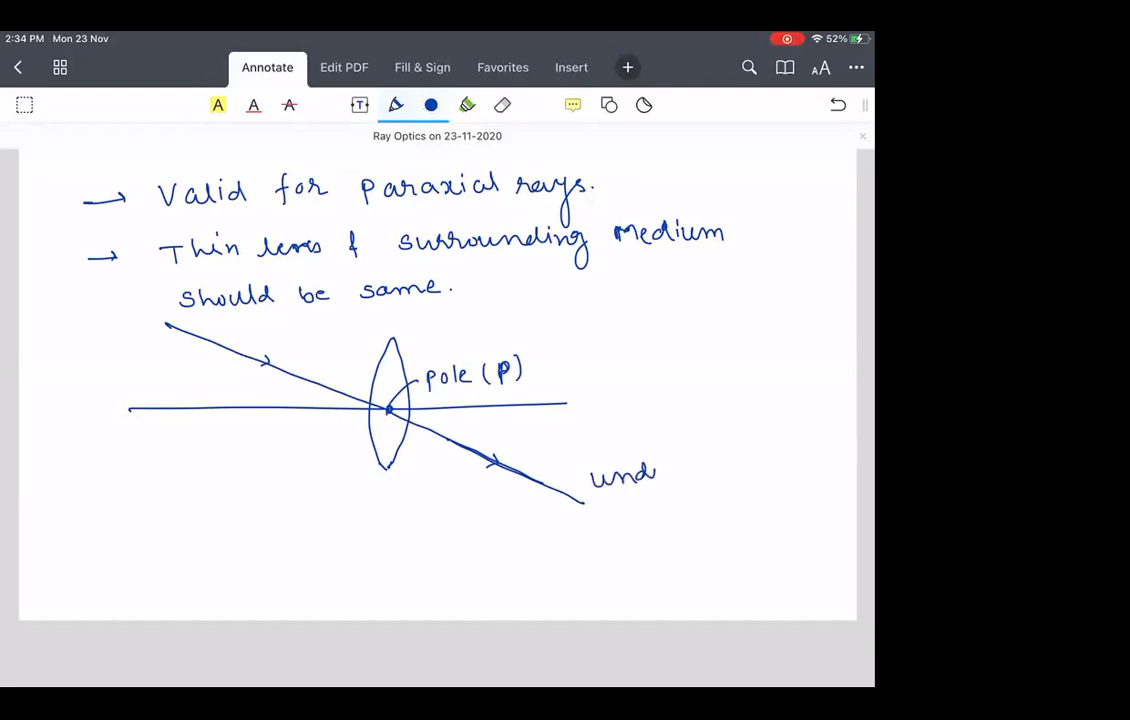 2:34 PM Mon 23 Nov
52%
Annotate Edit PDF Fill & Sign Favorites Insert
A A A T AA
Ray Optics on 23-11-2020
→ Valid for paraxial rays.
→ Thin lens & surrounding medium
should be same.
pole (P)
und